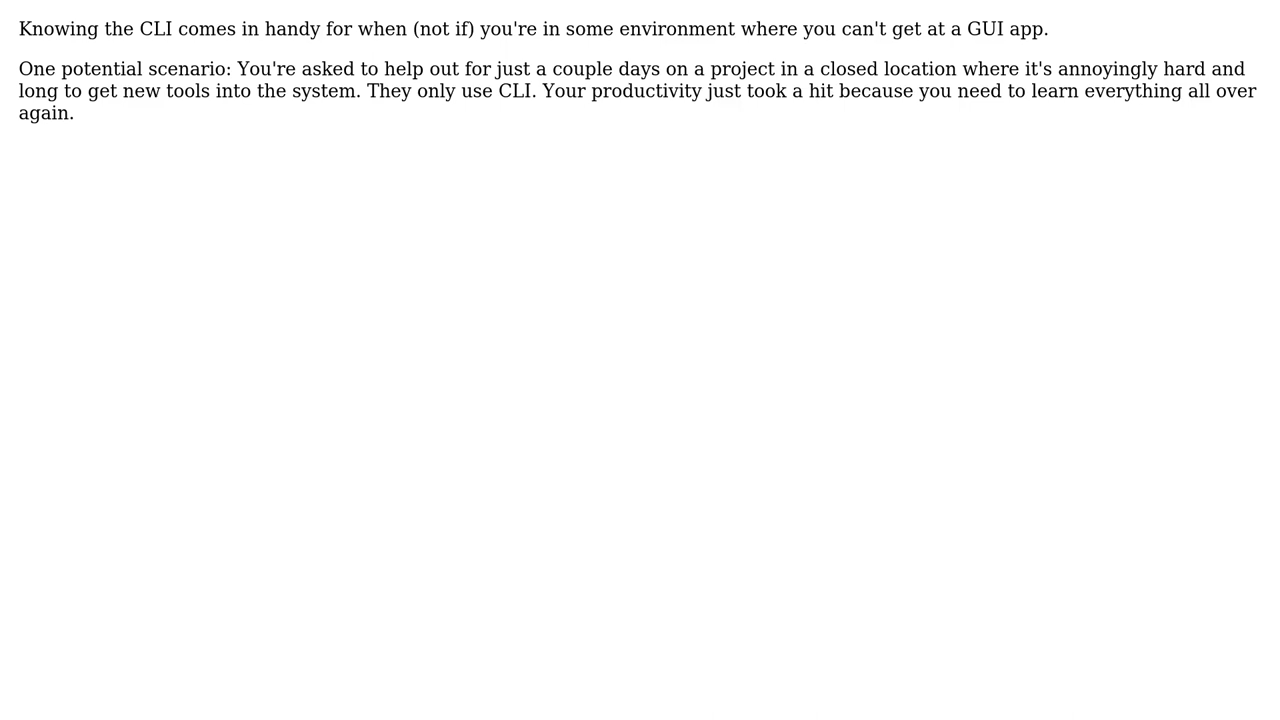 Knowing the CLI comes in handy for when (not if) you're in some environment where you can't get at a GUI app.
One potential scenario: You're asked to help out for just a couple days on a project in a closed location where it's annoyingly hard and
long to get new tools into the system. They only use CLI. Your productivity just took a hit because you need to learn everything all over
again.